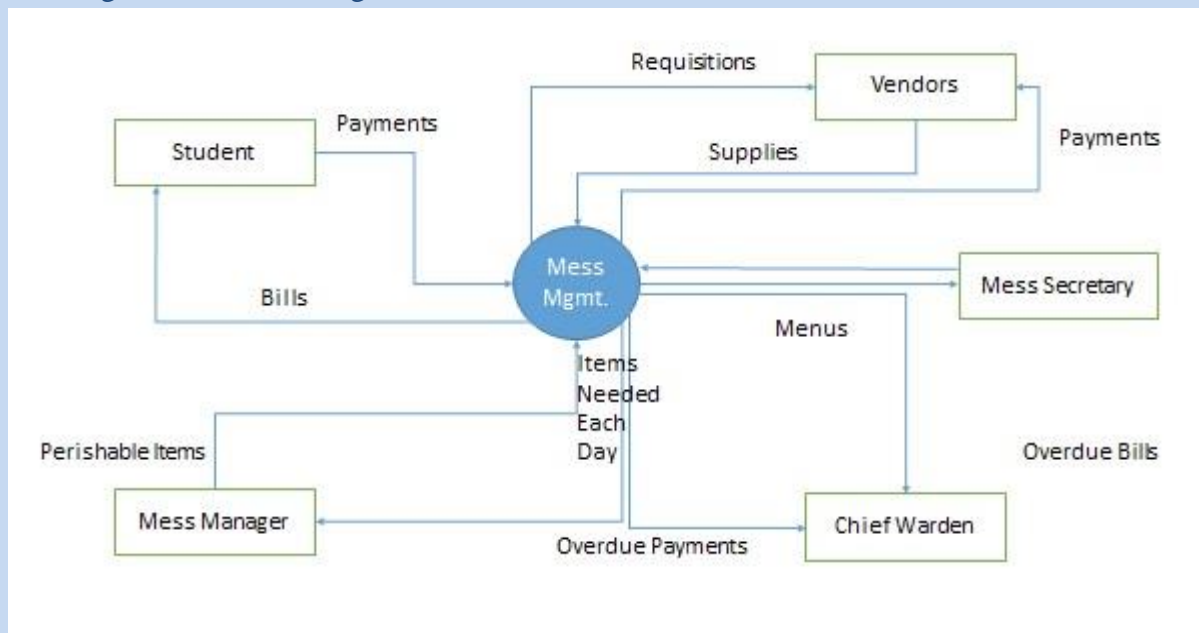 Requisitions
Vendors
Payments
Student
Supplies
Payments
Mess
Mgmt.
Mess Secretary
Bills
Menus
Items
Needed
Each
Day
Perishable Items
Overdue Bills
Mess Manager
Chief Warden
Overdue Payments